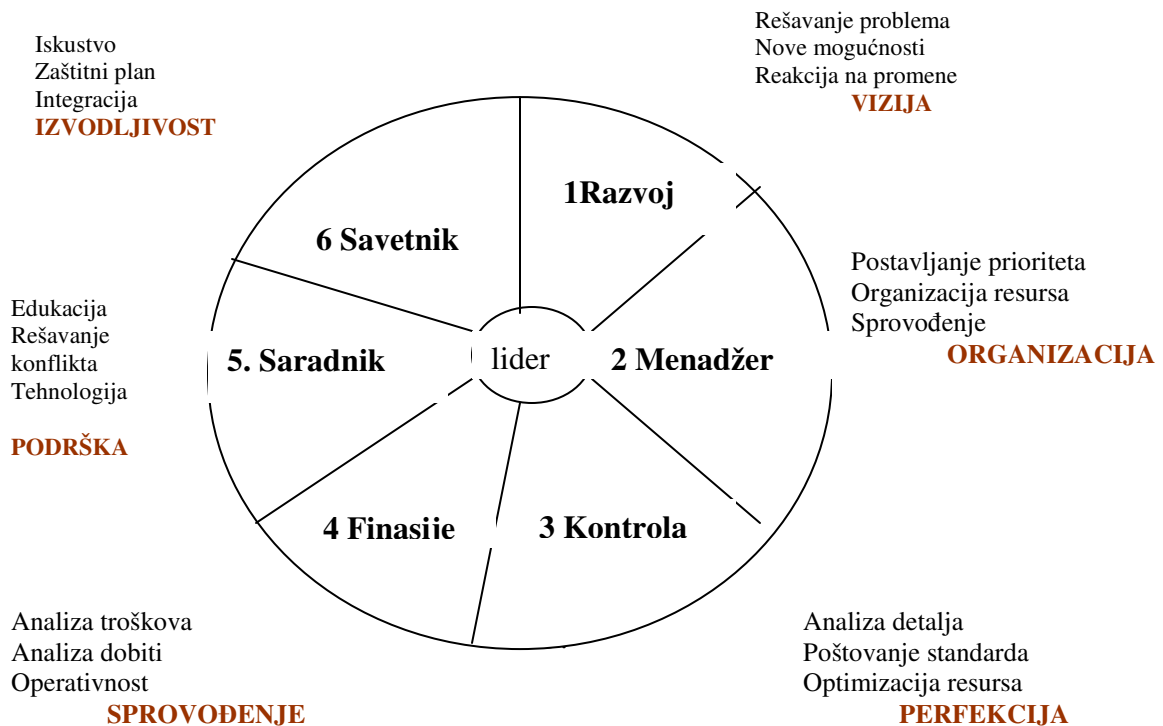 Iskustvo
Zaštitni plan
Integracija
IZVODLJIVOST
Rešavanje problema
Nove mogućnosti
Reakcija na promene
VIZIJA
1Razvoj
6 Savetnik
Postavljanje prioriteta
Organizacija resursa
Sprovođenje
ORGANIZACIJA
Edukacija
Rešavanje
konflikta
Tehnologija
PODRŠKA
5. Saradnik
lider
2 Menadžer
4 Finasije
3 Kontrola
Analiza troškova
Analiza dobiti
Operativnost
SPROVOĐENJE
Analiza detalja
Poštovanje standarda
Optimizacija resursa
PERFEKCIJA